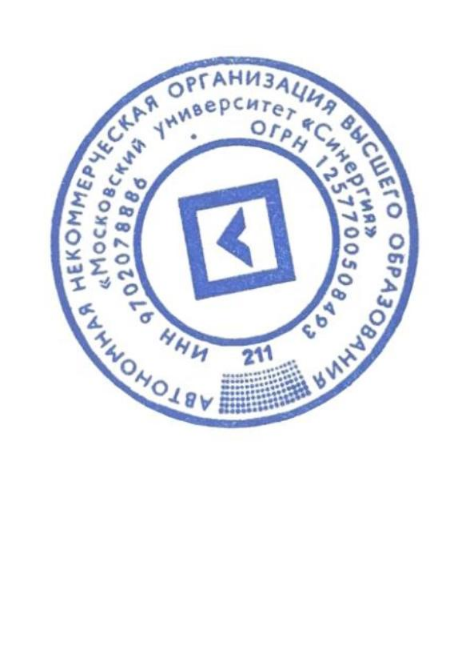 АВТОНОМНАЯ НЕКОММЕРЧЕСКАЯ ОРГАНИЗАЦИЯ ВЫСШЕГО ОБРАЗОВАНИЯ
«Московский университет «Синергия»
ИНН 9702078886
ОГРН 1257700508493
211